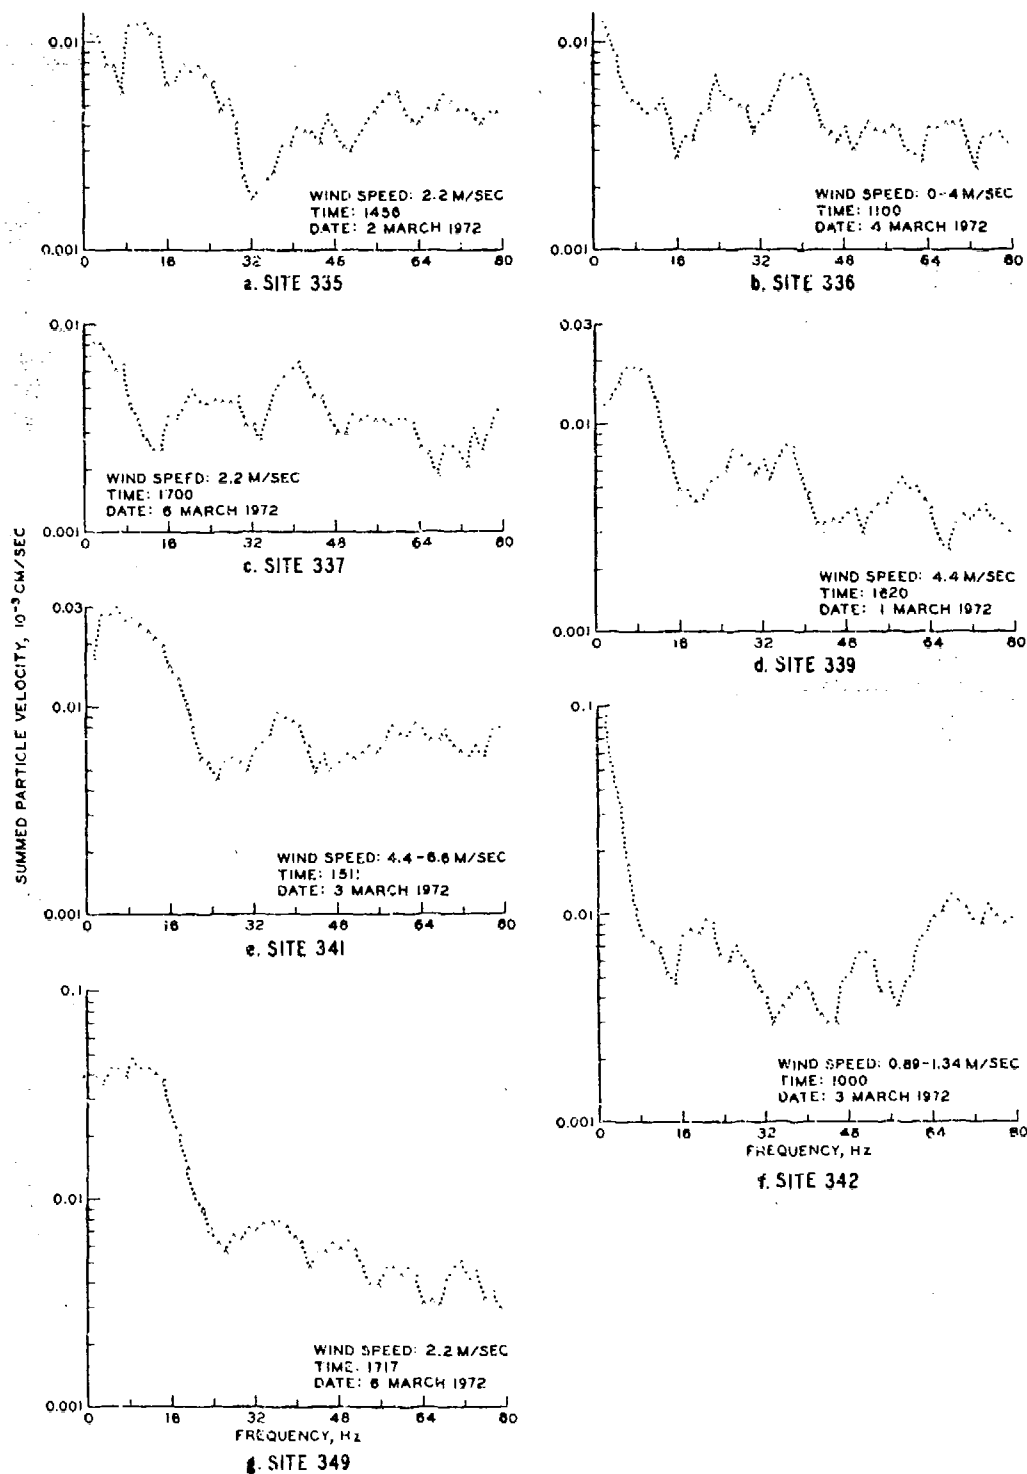 SUMMED PARTICLE VELOCITY, 10⁻³ CM/SEC
0.01
0.001
WIND SPEED: 2.2 M/SEC
TIME: 1456
DATE: 2 MARCH 1972
0 16 32 48 64 80
a. SITE 335
0.01
0.001
WIND SPEED: 0-4 M/SEC
TIME: 1100
DATE: 4 MARCH 1972
0 16 32 48 64 80
b. SITE 336
0.01
0.001
WIND SPEED: 2.2 M/SEC
TIME: 1700
DATE: 6 MARCH 1972
0 16 32 48 64 80
c. SITE 337
0.03
0.01
0.001
WIND SPEED: 4.4 M/SEC
TIME: 1620
DATE: 1 MARCH 1972
0 16 32 48 64 80
d. SITE 339
0.03
0.01
0.001
WIND SPEED: 4.4-6.6 M/SEC
TIME: 1511
DATE: 3 MARCH 1972
0 16 32 48 64 80
e. SITE 341
0.1
0.01
0.001
WIND SPEED: 0.89-1.34 M/SEC
TIME: 1000
DATE: 3 MARCH 1972
0 16 32 48 64 80
FREQUENCY, Hz
f. SITE 342
0.1
0.01
0.001
WIND SPEED: 2.2 M/SEC
TIME: 1717
DATE: 6 MARCH 1972
0 16 32 48 64 80
FREQUENCY, Hz
g. SITE 349